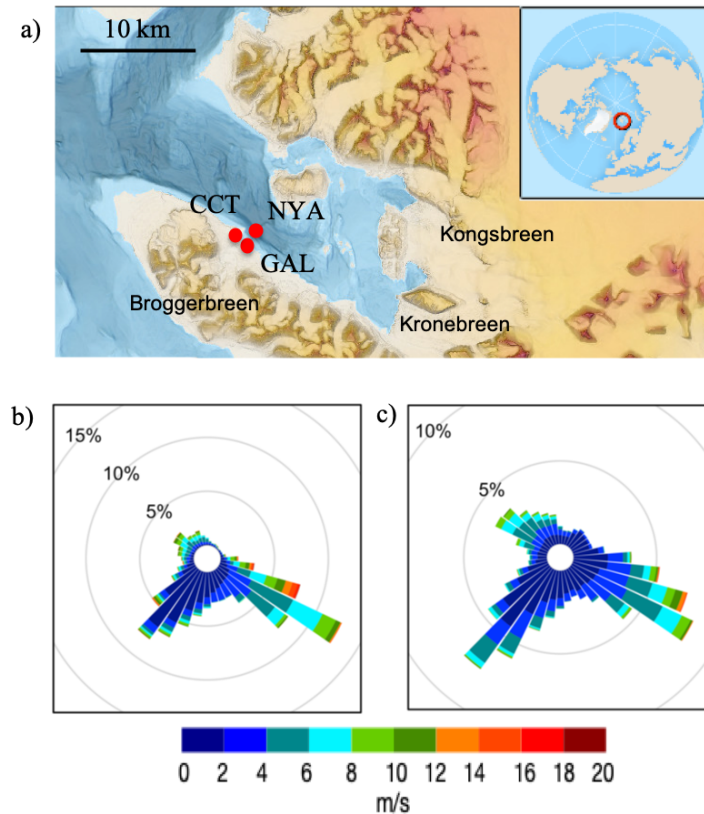 a)
10 km
CCT
NYA
GAL
Kongsbreen
Broggerbreen
Kronebreen
b)
15%
10%
5%
c)
10%
5%
0 2 4 6 8 10 12 14 16 18 20
m/s